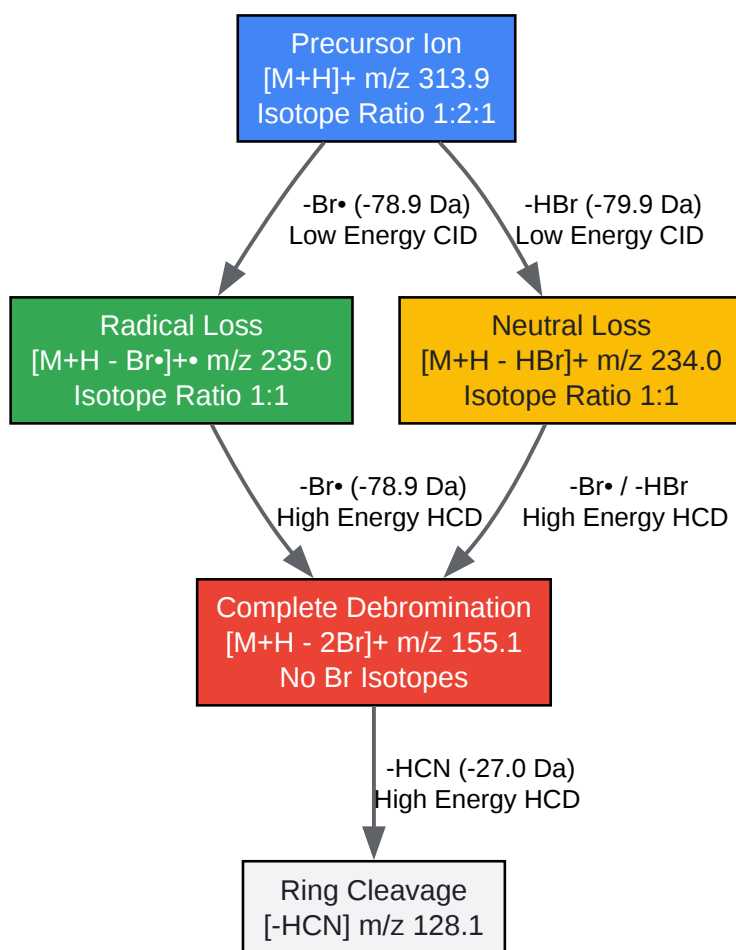 Precursor Ion
[M+H]+ m/z 313.9
Isotope Ratio 1:2:1
-Br• (-78.9 Da)
Low Energy CID
-HBr (-79.9 Da)
Low Energy CID
Radical Loss
[M+H - Br•]+• m/z 235.0
Isotope Ratio 1:1
Neutral Loss
[M+H - HBr]+ m/z 234.0
Isotope Ratio 1:1
-Br• (-78.9 Da)
High Energy HCD
-Br• / -HBr
High Energy HCD
Complete Debromination
[M+H - 2Br]+ m/z 155.1
No Br Isotopes
-HCN (-27.0 Da)
High Energy HCD
Ring Cleavage
[-HCN] m/z 128.1